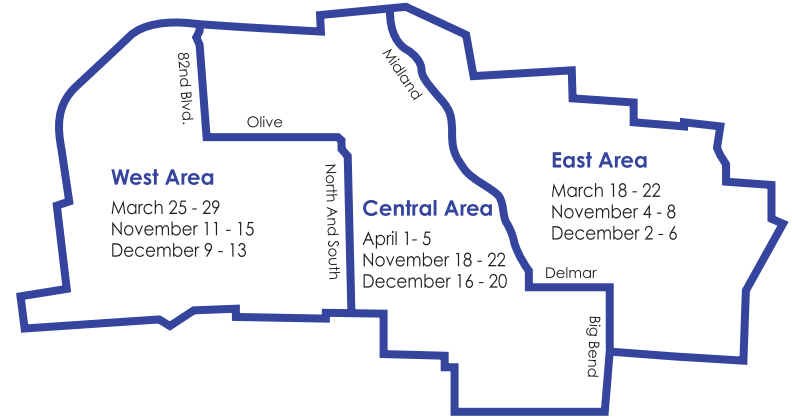 82nd Blvd.
Olive
North And South
Midland
Delmar
Big Bend
West Area
March 25 - 29
November 11 - 15
December 9 - 13
Central Area
April 1- 5
November 18 - 22
December 16 - 20
East Area
March 18 - 22
November 4 - 8
December 2 - 6